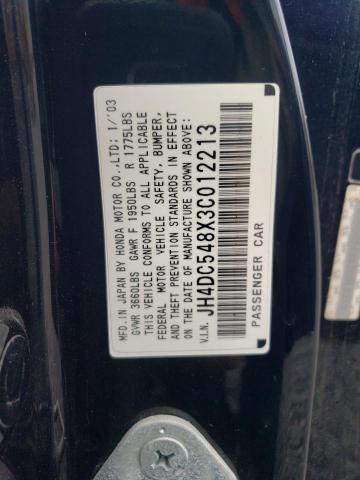 MFD.IN JAPAN BY HONDA MOTOR CO.,LTD: 1/'03
GVWR 3660LBS GAWR F 1950LBS R 1775LBS
THIS VEHICLE CONFORMS TO ALL APPLICABLE
FEDERAL MOTOR VEHICLE SAFETY, BUMPER,
AND THEFT PREVENTION STANDARDS IN EFFECT
ON THE DATE OF MANUFACTURE SHOWN ABOVE.
V.I.N. JH4DC548X3C012213
PASSENGER CAR